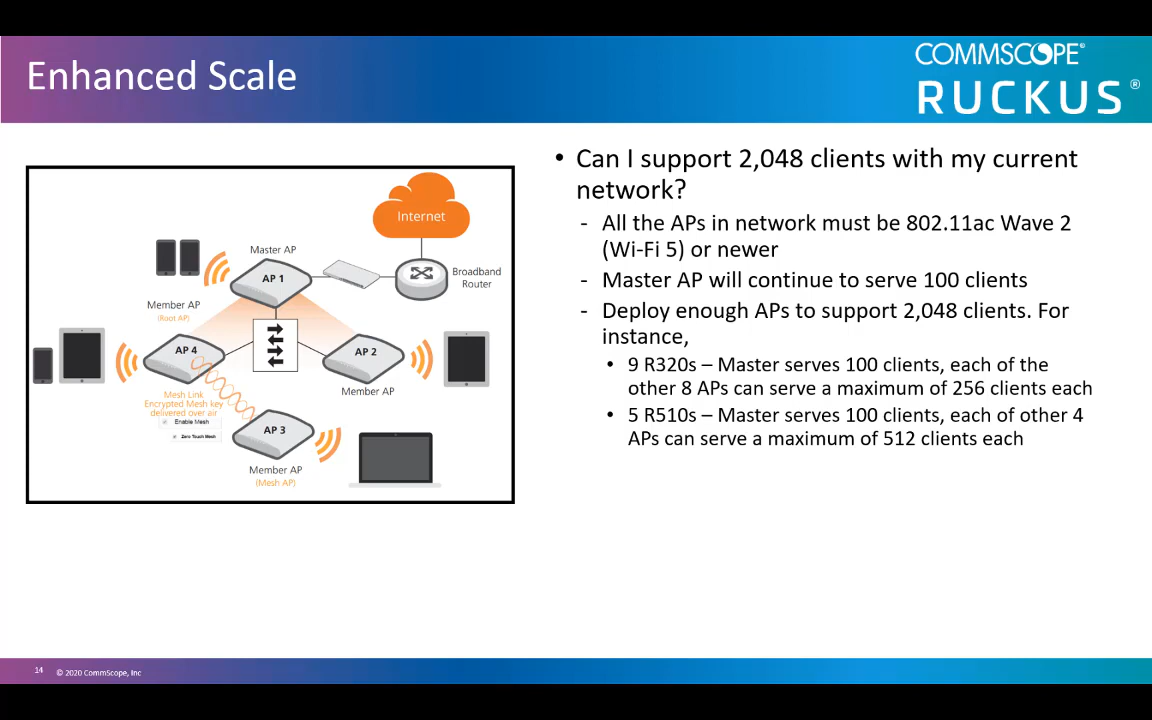 Enhanced Scale
COMMSCOPE®
RUCKUS®
Internet
Master AP
AP 1
Broadband
Router
Member AP
(Root AP)
AP 4
AP 2
Member AP
Mesh Link
Encrypted Mesh key
delivered over air
Enable Mesh
Zero Touch Mesh
AP 3
Member AP
(Mesh AP)
• Can I support 2,048 clients with my current
network?
- All the APs in network must be 802.11ac Wave 2
(Wi-Fi 5) or newer
- Master AP will continue to serve 100 clients
- Deploy enough APs to support 2,048 clients. For
instance,
• 9 R320s – Master serves 100 clients, each of the
other 8 APs can serve a maximum of 256 clients each
• 5 R510s – Master serves 100 clients, each of other 4
APs can serve a maximum of 512 clients each
14
© 2020 CommScope, Inc